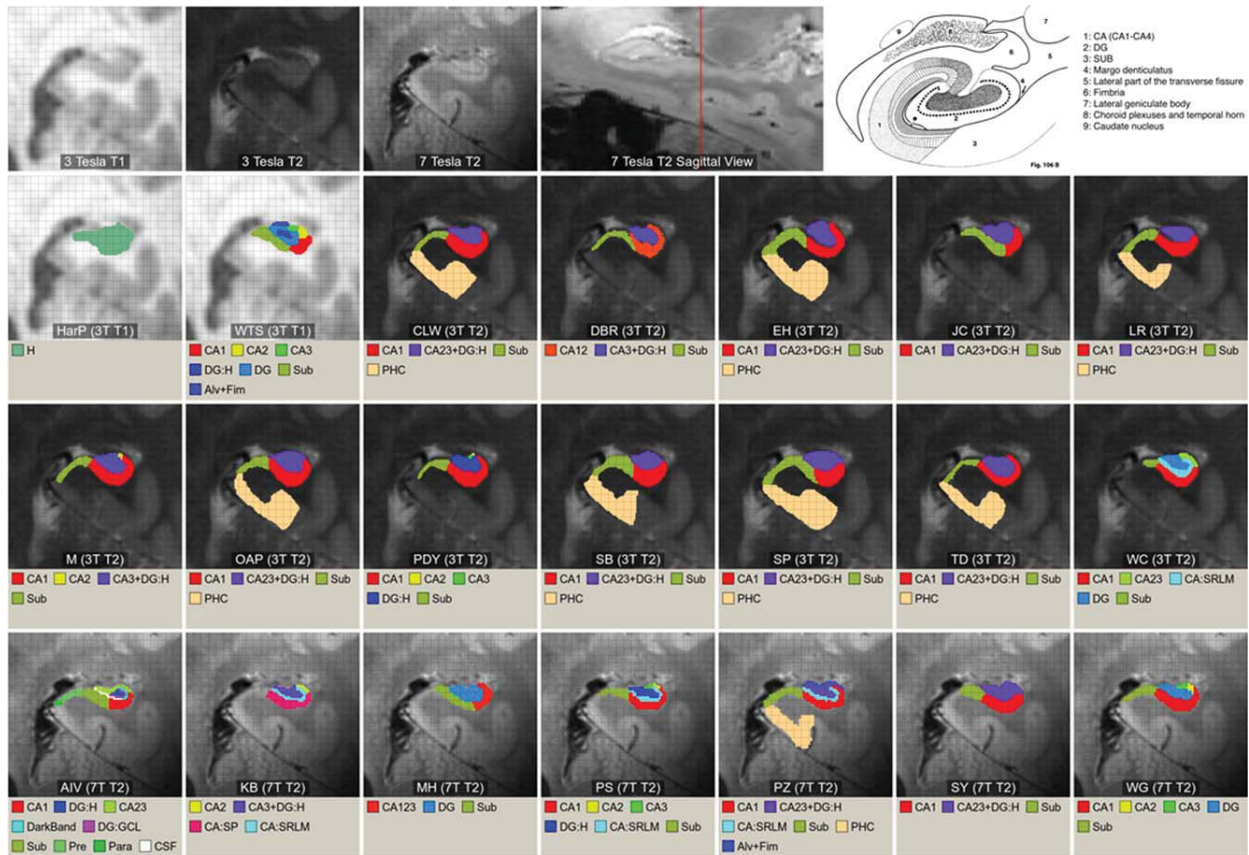 3 Tesla T1
3 Tesla T2
7 Tesla T2
7 Tesla T2 Sagittal View
9
8
7
6
5
4
1
2
3
Fig. 106 B
1: CA (CA1-CA4)
2: DG
3: SUB
4: Margo denticulatus
5: Lateral part of the transverse fissure
6: Fimbria
7: Lateral geniculate body
8: Choroid plexuses and temporal horn
9: Caudate nucleus
HarP (3T T1)
H
WTS (3T T1)
CA1 CA2 CA3
DG:H DG Sub
Alv+Fim
CLW (3T T2)
CA1 CA23+DG:H Sub
PHC
DBR (3T T2)
CA12 CA3+DG:H Sub
EH (3T T2)
CA1 CA23+DG:H Sub
PHC
JC (3T T2)
CA1 CA23+DG:H Sub
LR (3T T2)
CA1 CA23+DG:H Sub
PHC
M (3T T2)
CA1 CA2 CA3+DG:H
Sub
OAP (3T T2)
CA1 CA23+DG:H Sub
PHC
PDY (3T T2)
CA1 CA2 CA3
DG:H Sub
SB (3T T2)
CA1 CA23+DG:H Sub
PHC
SP (3T T2)
CA1 CA23+DG:H Sub
PHC
TD (3T T2)
CA1 CA23+DG:H Sub
PHC
WC (3T T2)
CA1 CA23 CA:SRLM
DG Sub
AIV (7T T2)
CA1 DG:H CA23
DarkBand DG:GCL
Sub Pre Para CSF
KB (7T T2)
CA2 CA3+DG:H
CA:SP CA:SRLM
MH (7T T2)
CA123 DG Sub
PS (7T T2)
CA1 CA2 CA3
DG:H CA:SRLM Sub
PZ (7T T2)
CA1 CA23+DG:H
CA:SRLM Sub PHC
Alv+Fim
SY (7T T2)
CA1 CA23+DG:H Sub
WG (7T T2)
CA1 CA2 CA3 DG
Sub